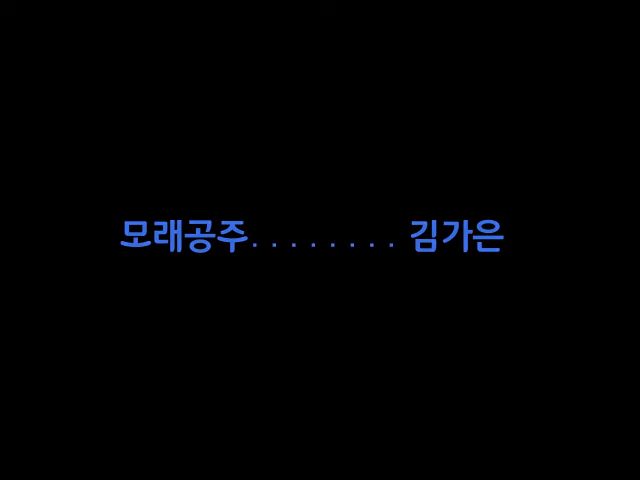 모래공주. . . . . . . . 김가은